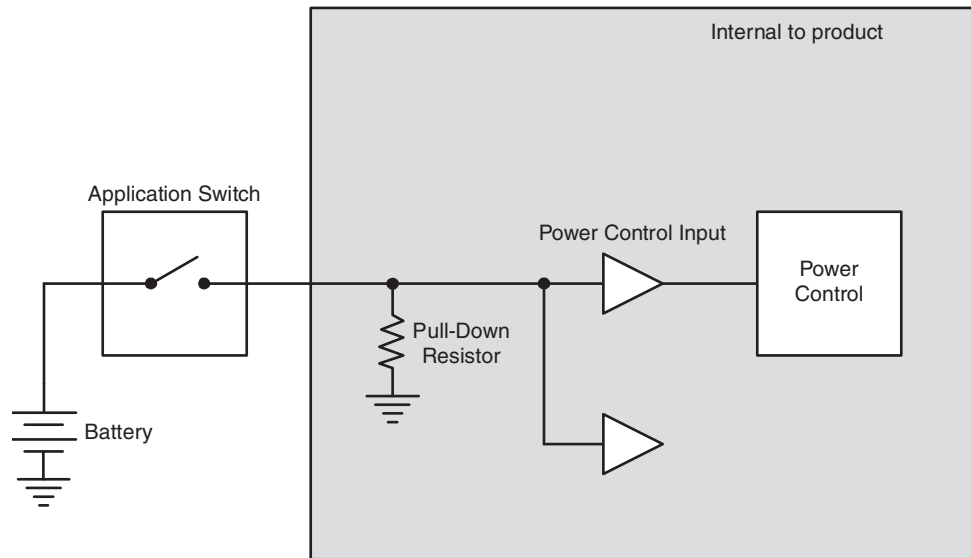 Internal to product
Application Switch
Power Control Input
Power
Control
Pull-Down
Resistor
Battery